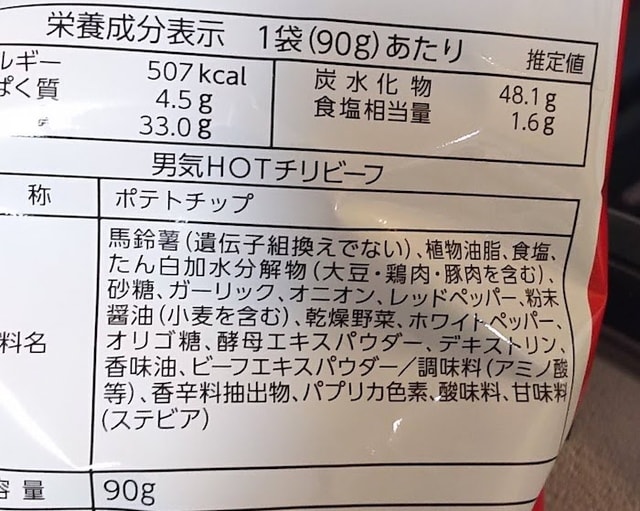 栄養成分表示 1袋(90g)あたり 推定値
ルギー 507kcal 炭水化物 48.1g
ぱく質 4.5g 食塩相当量 1.6g
33.0g
男気HOTチリビーフ
称 ポテトチップ
馬鈴薯(遺伝子組換えでない)、植物油脂、食塩、
たん白加水分解物(大豆・鶏肉・豚肉を含む)、
砂糖、ガーリック、オニオン、レッドペッパー、粉末
醤油(小麦を含む)、乾燥野菜、ホワイトペッパー、
料名 オリゴ糖、酵母エキスパウダー、デキストリン、
香味油、ビーフエキスパウダー/調味料(アミノ酸
等)、香辛料抽出物、パプリカ色素、酸味料、甘味料
(ステビア)
容量 90g